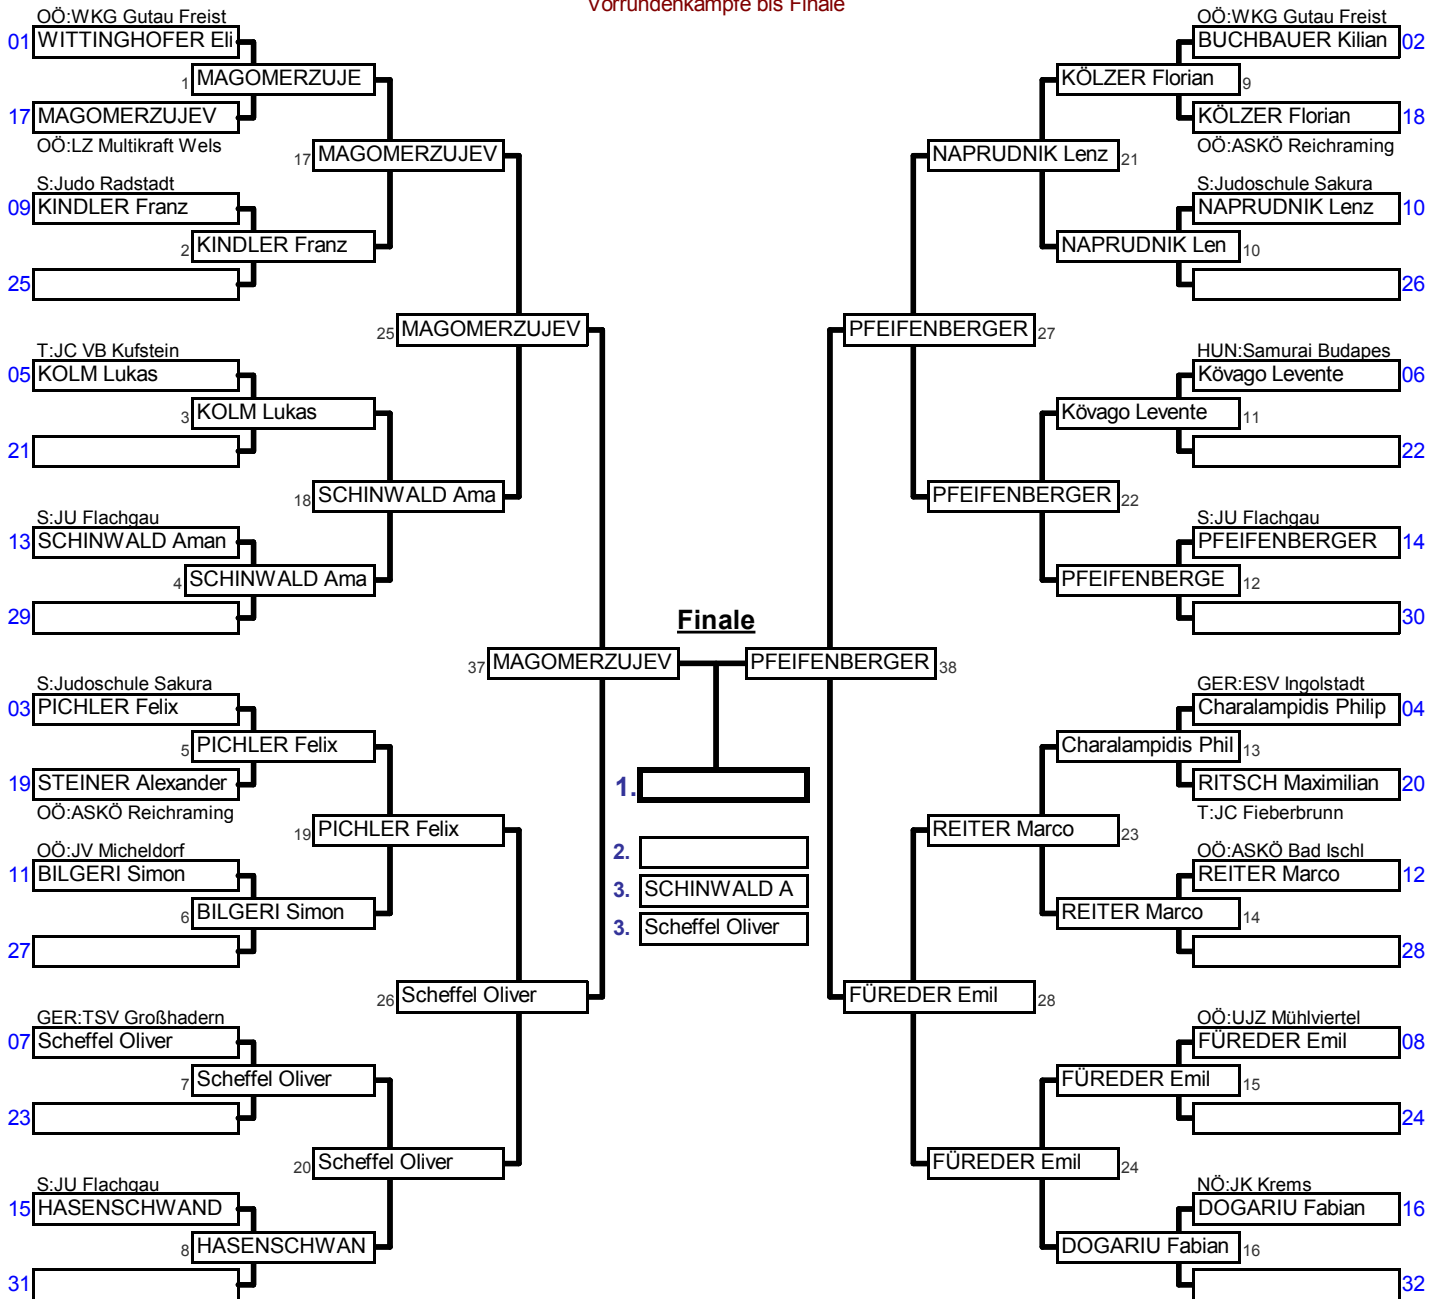 Vorrundenkämpfe bis Finale
OÖ:WKG Gutau Freist
01 WITTINGHOFER Eli
1 MAGOMERZUJE
17 MAGOMERZUJEV
OÖ:LZ Multikraft Wels
17 MAGOMERZUJEV
S:Judo Radstadt
09 KINDLER Franz
2 KINDLER Franz
25
25 MAGOMERZUJEV
T:JC VB Kufstein
05 KOLM Lukas
3 KOLM Lukas
21
18 SCHINWALD Ama
S:JU Flachgau
13 SCHINWALD Aman
4 SCHINWALD Ama
29
37 MAGOMERZUJEV
S:Judoschule Sakura
03 PICHLER Felix
5 PICHLER Felix
19 STEINER Alexander
OÖ:ASKÖ Reichraming
19 PICHLER Felix
OÖ:JV Micheldorf
11 BILGERI Simon
6 BILGERI Simon
27
26 Scheffel Oliver
GER:TSV Großhadern
07 Scheffel Oliver
7 Scheffel Oliver
23
20 Scheffel Oliver
S:JU Flachgau
15 HASENSCHWAND
8 HASENSCHWAN
31
Finale
1.
2.
3. SCHINWALD A
3. Scheffel Oliver
OÖ:WKG Gutau Freist
BUCHBAUER Kilian 02
KÖLZER Florian 9
KÖLZER Florian 18
OÖ:ASKÖ Reichraming
NAPRUDNIK Lenz 21
S:Judoschule Sakura
NAPRUDNIK Lenz 10
NAPRUDNIK Len 10
26
PFEIFENBERGER 27
HUN:Samurai Budapes
Kövago Levente 06
Kövago Levente 11
22
PFEIFENBERGER 22
S:JU Flachgau
PFEIFENBERGER 14
PFEIFENBERGE 12
30
PFEIFENBERGER 38
GER:ESV Ingolstadt
Charalampidis Philip 04
Charalampidis Phil 13
RITSCH Maximilian 20
T:JC Fieberbrunn
REITER Marco 23
OÖ:ASKÖ Bad Ischl
REITER Marco 12
REITER Marco 14
28
FÜREDER Emil 28
OÖ:UJZ Mühlviertel
FÜREDER Emil 08
FÜREDER Emil 15
24
FÜREDER Emil 24
NÖ:JK Krems
DOGARIU Fabian 16
DOGARIU Fabian 16
32